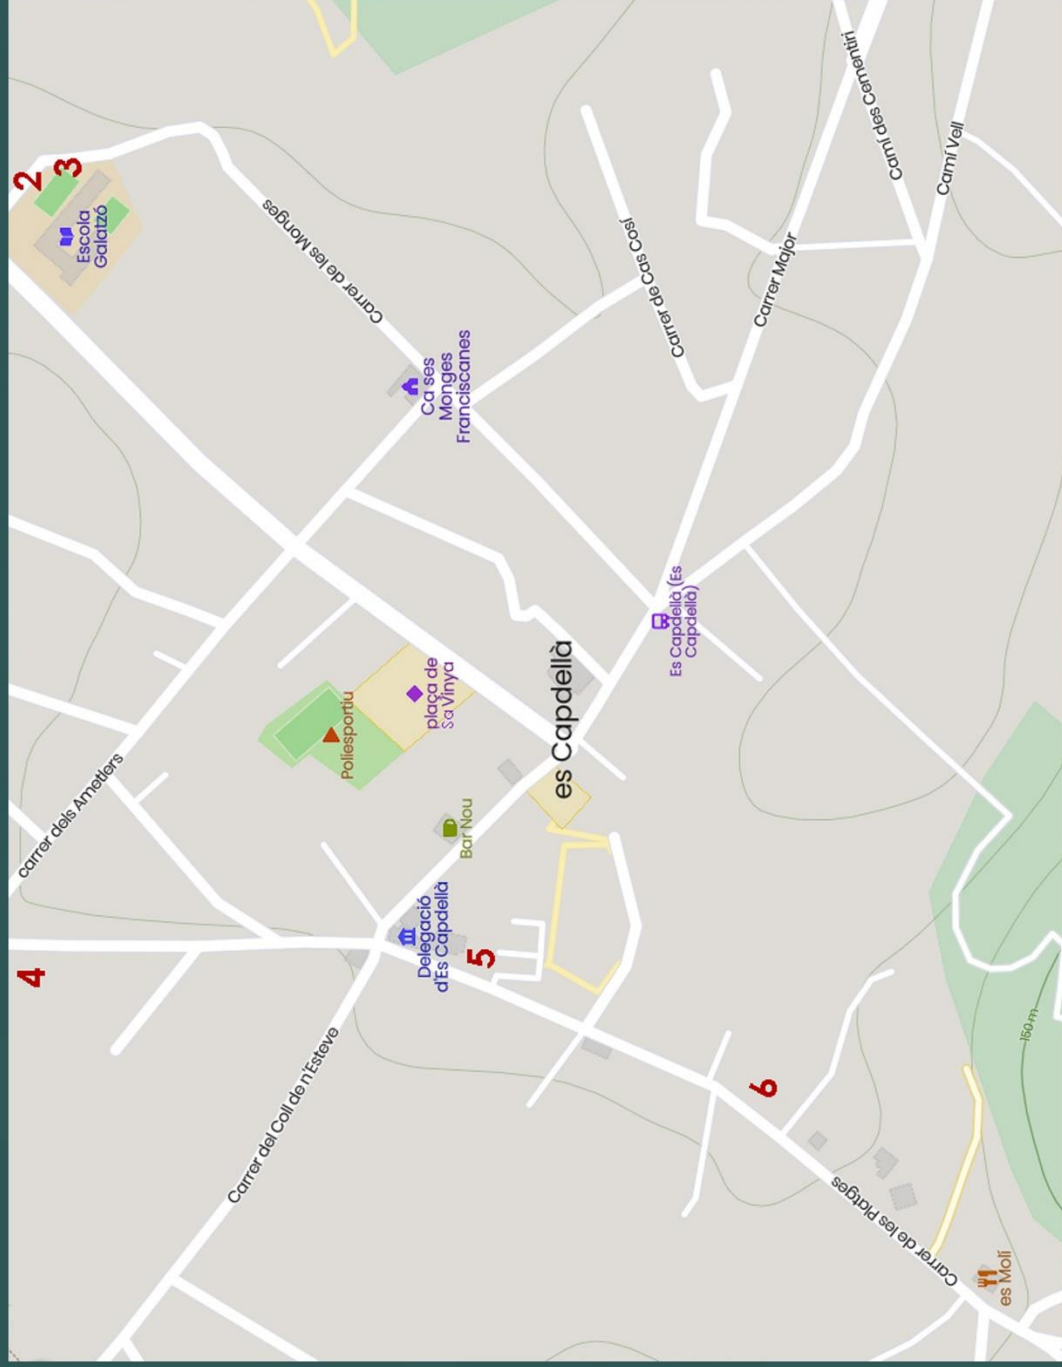 4
2
3
carrer dels Ametlers
Escola
Galatzó
Carrer del Coll de n'Esteve
Carrer de les Monges
Poliesportiu
Delegació
d'Es Capdellà
plaça de
Sa Vinya
Ca ses
Monges
Franciscanes
Bar Nou
5
es Capdellà
Carrer de Cas Cosí
Es Capdellà (Es
Capdellà)
6
Carrer Major
Camí des Cementiri
Carrer de les Platges
Camí Vell
es Molí
150 m